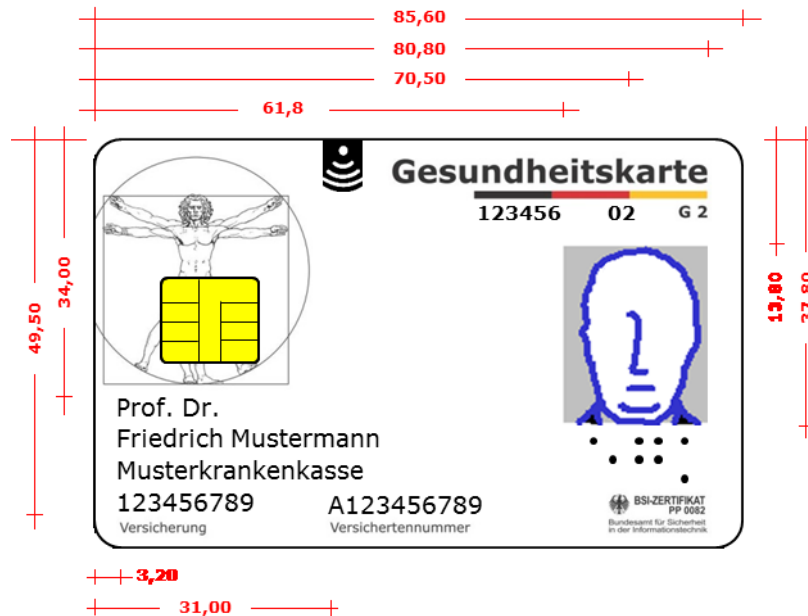 85,60
80,80
70,50
61,8
Gesundheitskarte
123456 02 G 2
34,00
49,50
37,80
Prof. Dr.
Friedrich Mustermann
Musterkrankenkasse
123456789 A123456789
Versicherung Versichertennummer
BSI-ZERTIFIKAT
PP 0082
Bundesamt für Sicherheit
in der Informationstechnik
3,20
31,00